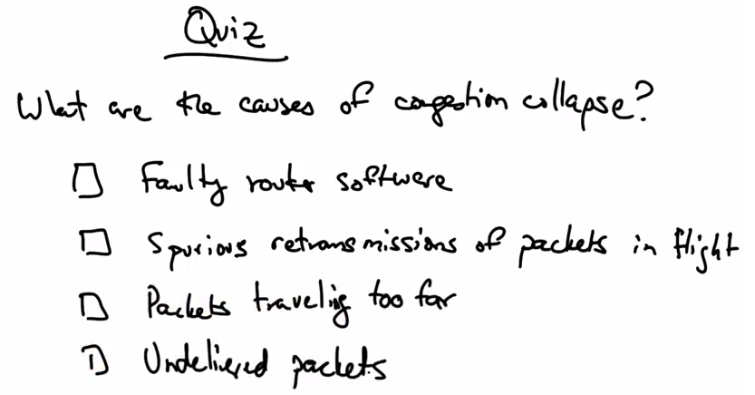 Quiz
What are the causes of congestion collapse?
Faulty router software
Spurious retransmissions of packets in flight
Packets traveling too far
Undelivered packets